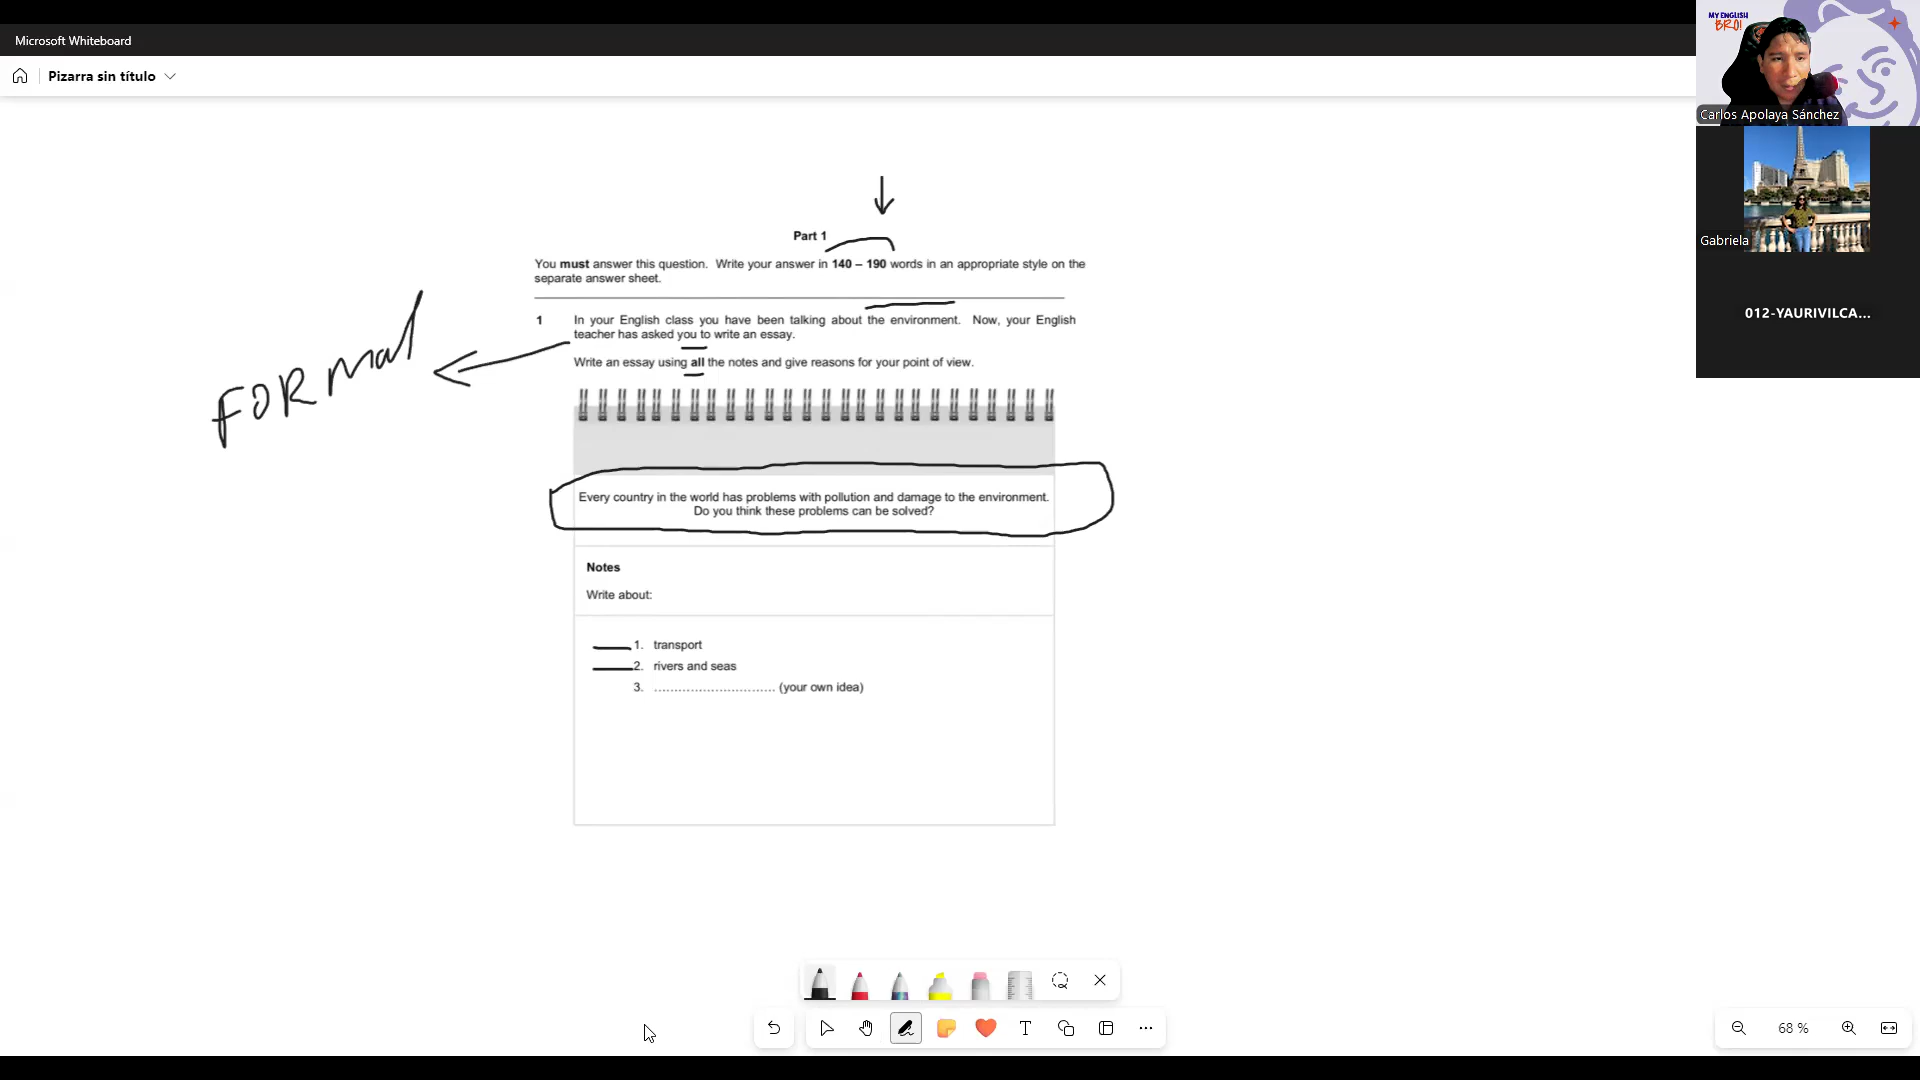 Microsoft Whiteboard
Pizarra sin título
MY ENGLISH
BRO!
Carlos Apolaya Sánchez
Gabriela
012-YAURIVILCA...
Part 1
You must answer this question. Write your answer in 140 – 190 words in an appropriate style on the
separate answer sheet.
1 In your English class you have been talking about the environment. Now, your English
teacher has asked you to write an essay.
Write an essay using all the notes and give reasons for your point of view.
FORmal
Every country in the world has problems with pollution and damage to the environment.
Do you think these problems can be solved?
Notes
Write about:
1. transport
2. rivers and seas
3. .............................. (your own idea)
68 %